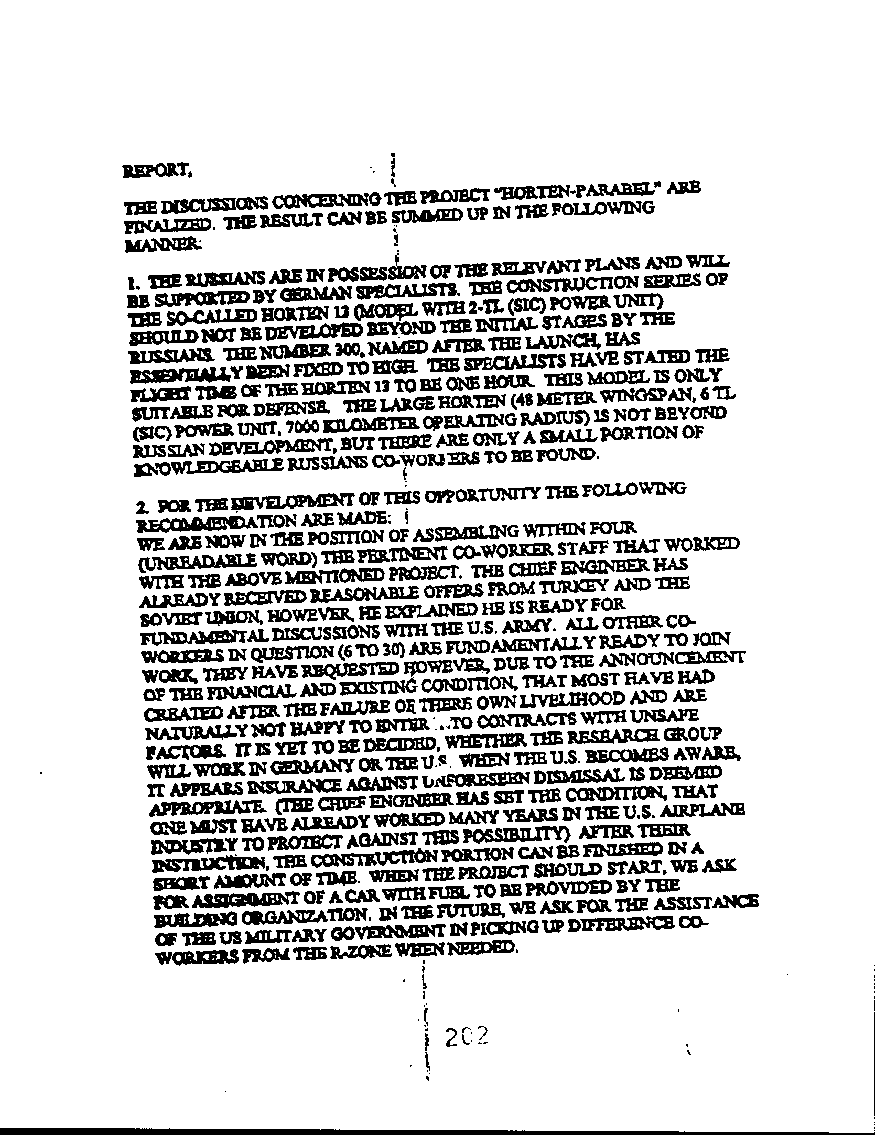 REPORT,
THE DISCUSSIONS CONCERNING THE PROJECT "HORTEN-PARABEL" ARE
FINALIZED. THE RESULT CAN BE SUMMED UP IN THE FOLLOWING
MANNER:
1. THE RUSSIANS ARE IN POSSESSION OF THE RELEVANT PLANS AND WILL
BE SUPPORTED BY GERMAN SPECIALISTS. THE CONSTRUCTION SERIES OF
THE SO-CALLED HORTEN 13 (MODEL WITH 2-TL (SIC) POWER UNIT)
SHOULD NOT BE DEVELOPED BEYOND THE INITIAL STAGES BY THE
RUSSIANS. THE NUMBER 300, NAMED AFTER THE LAUNCH, HAS
ESSENTIALLY BEEN FIXED TO HIGH. THE SPECIALISTS HAVE STATED THE
FLIGHT TIME OF THE HORTEN 13 TO BE ONE HOUR. THIS MODEL IS ONLY
SUITABLE FOR DEFENSE. THE LARGE HORTEN (48 METER WINGSPAN, 6 TL
(SIC) POWER UNIT, 7000 KILOMETER OPERATING RADIUS) IS NOT BEYOND
RUSSIAN DEVELOPMENT, BUT THERE ARE ONLY A SMALL PORTION OF
KNOWLEDGEABLE RUSSIANS CO-WORKERS TO BE FOUND.
2. FOR THE DEVELOPMENT OF THIS OPPORTUNITY THE FOLLOWING
RECOMMENDATION ARE MADE:
WE ARE NOW IN THE POSITION OF ASSEMBLING WITHIN FOUR
(UNREADABLE WORD) THE PERTINENT CO-WORKER STAFF THAT WORKED
WITH THE ABOVE MENTIONED PROJECT. THE CHIEF ENGINEER HAS
ALREADY RECEIVED REASONABLE OFFERS FROM TURKEY AND THE
SOVIET UNION, HOWEVER, HE EXPLAINED HE IS READY FOR
FUNDAMENTAL DISCUSSIONS WITH THE U.S. ARMY. ALL OTHER CO-
WORKERS IN QUESTION (6 TO 30) ARE FUNDAMENTALLY READY TO JOIN
WORK, THEY HAVE REQUESTED HOWEVER, DUE TO THE ANNOUNCEMENT
OF THE FINANCIAL AND EXISTING CONDITION, THAT MOST HAVE HAD
CREATED AFTER THE FAILURE OF THERE OWN LIVELIHOOD AND ARE
NATURALLY NOT HAPPY TO ENTER ...TO CONTRACTS WITH UNSAFE
FACTORS. IT IS YET TO BE DECIDED, WHETHER THE RESEARCH GROUP
WILL WORK IN GERMANY OR THE U.S. WHEN THE U.S. BECOMES AWARE,
IT APPEARS INSURANCE AGAINST UNFORESEEN DISMISSAL IS DEEMED
APPROPRIATE. (THE CHIEF ENGINEER HAS SET THE CONDITION, THAT
ONE MUST HAVE ALREADY WORKED MANY YEARS IN THE U.S. AIRPLANE
INDUSTRY TO PROTECT AGAINST THIS POSSIBILITY) AFTER THEIR
INSTRUCTION, THE CONSTRUCTION PORTION CAN BE FINISHED IN A
SHORT AMOUNT OF TIME. WHEN THE PROJECT SHOULD START, WE ASK
FOR ASSIGNMENT OF A CAR WITH FUEL TO BE PROVIDED BY THE
BUILDING ORGANIZATION. IN THE FUTURE, WE ASK FOR THE ASSISTANCE
OF THE US MILITARY GOVERNMENT IN PICKING UP DIFFERENCE CO-
WORKERS FROM THE R-ZONE WHEN NEEDED.
202